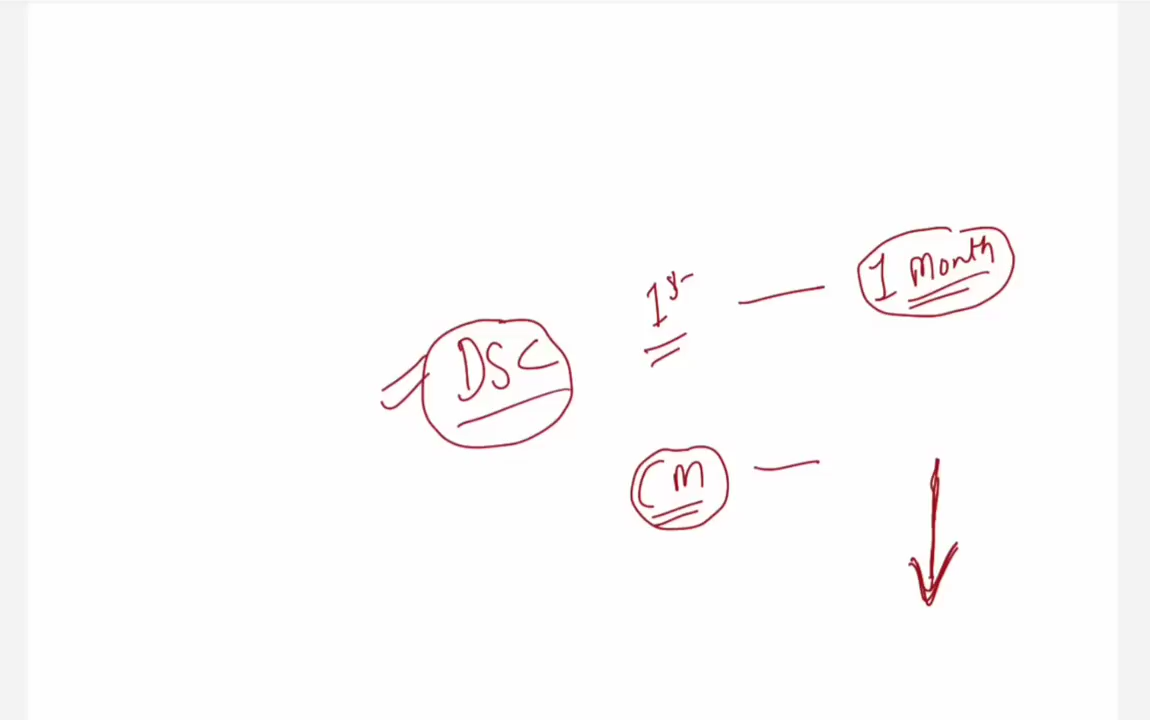 1st — 1 Month
DSC
CM —